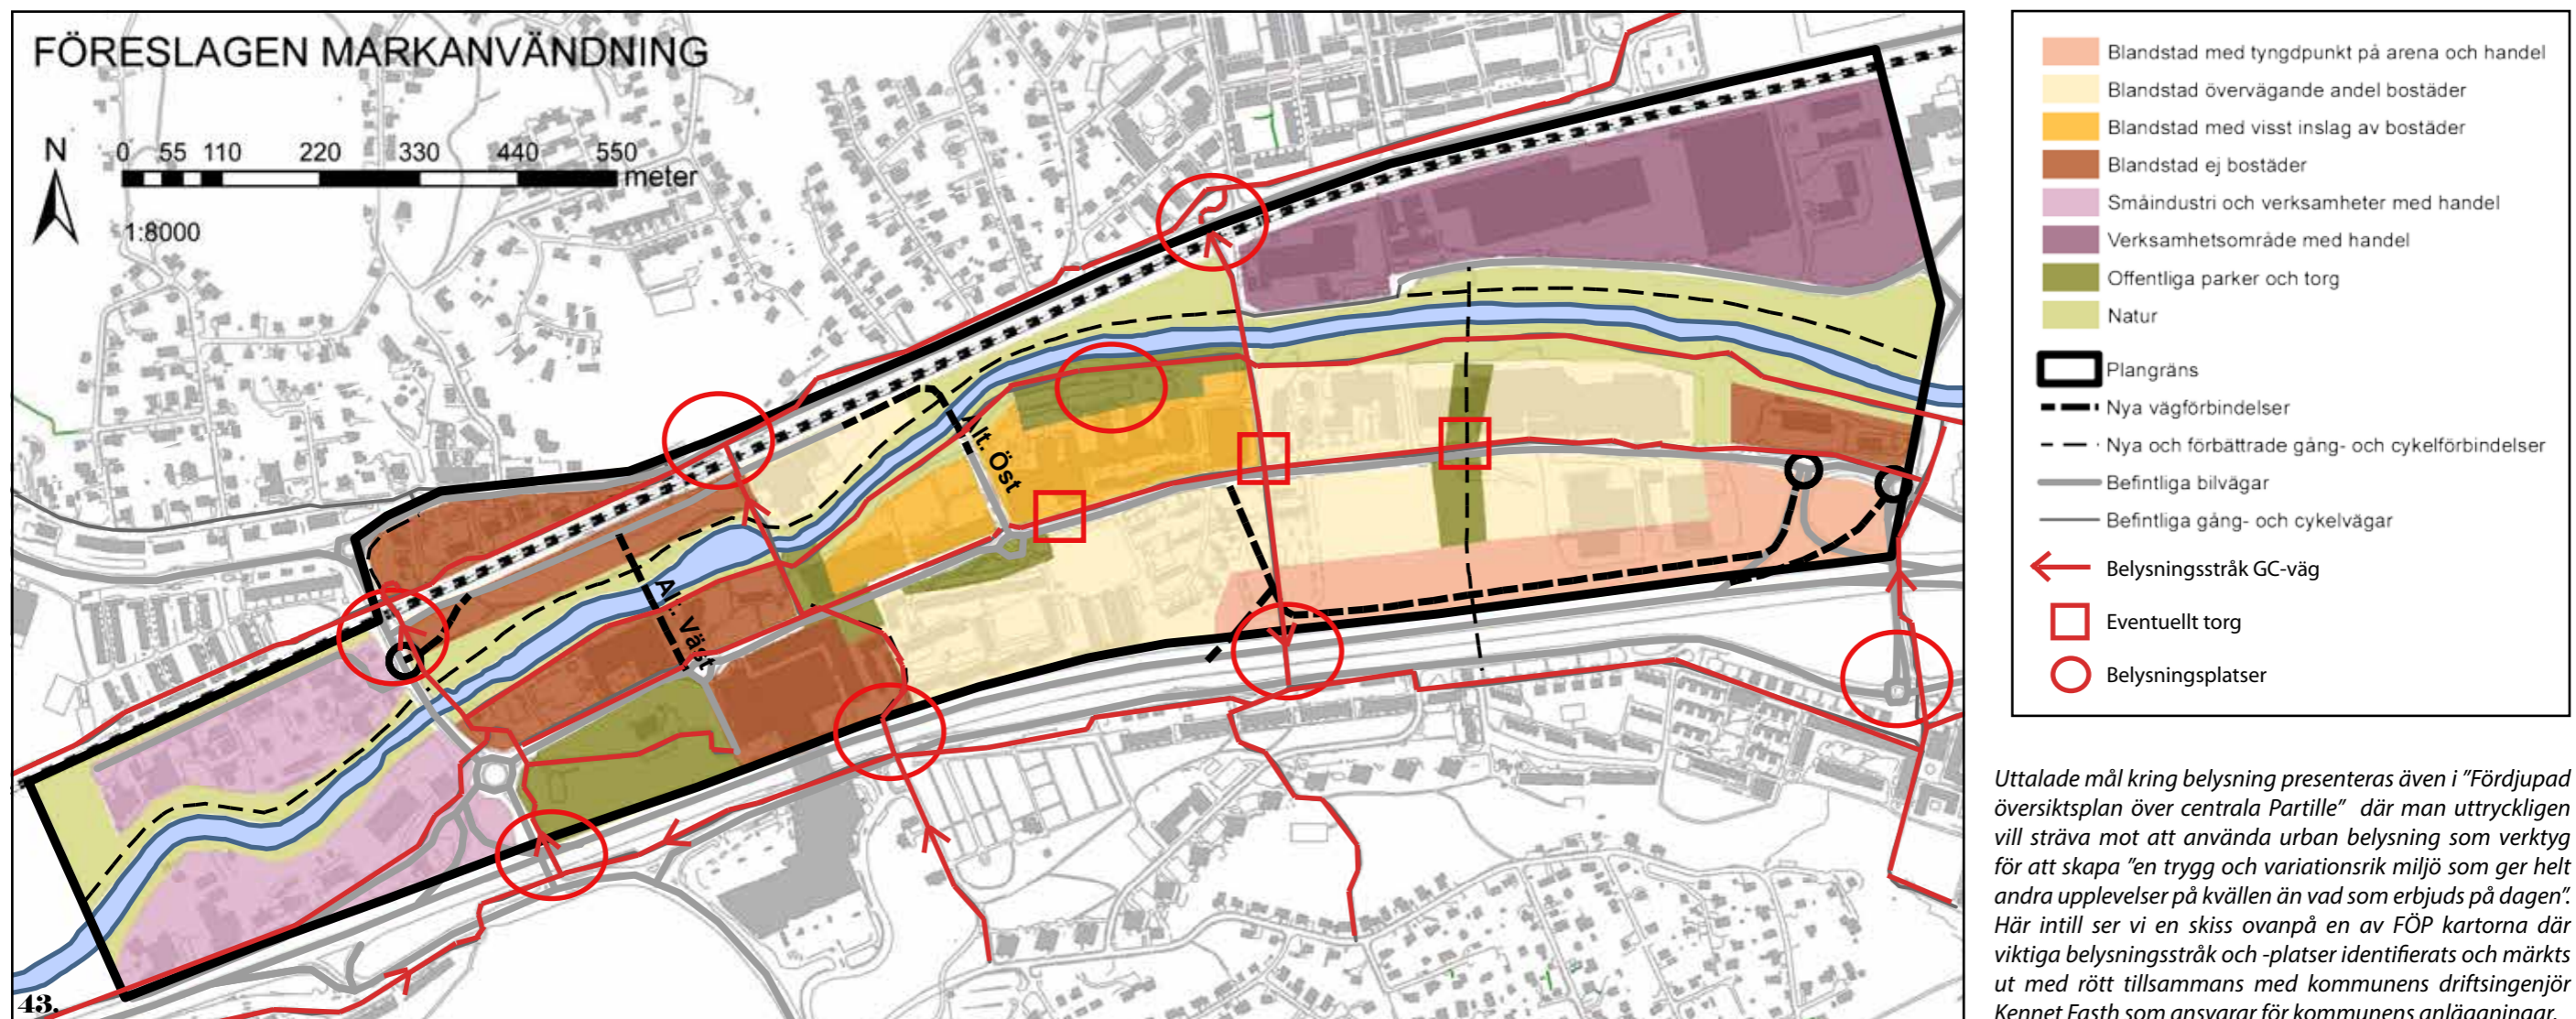 FÖRESLAGEN MARKANVÄNDNING
N
0 55 110 220 330 440 550
meter
1:8000
Alt. Öst
Alt. Väst
43.
Blandstad med tyngdpunkt på arena och handel
Blandstad övervägande andel bostäder
Blandstad med visst inslag av bostäder
Blandstad ej bostäder
Småindustri och verksamheter med handel
Verksamhetsområde med handel
Offentliga parker och torg
Natur
Plangräns
Nya vägförbindelser
Nya och förbättrade gång- och cykelförbindelser
Befintliga bilvägar
Befintliga gång- och cykelvägar
Belysningsstråk GC-väg
Eventuellt torg
Belysningsplatser
Uttalade mål kring belysning presenteras även i ”Fördjupad
översiktsplan över centrala Partille” där man uttryckligen
vill sträva mot att använda urban belysning som verktyg
för att skapa ”en trygg och variationsrik miljö som ger helt
andra upplevelser på kvällen än vad som erbjuds på dagen”.
Här intill ser vi en skiss ovanpå en av FÖP kartorna där
viktiga belysningsstråk och -platser identifierats och märkts
ut med rött tillsammans med kommunens driftsingenjör
Kennet Fasth som ansvarar för kommunens anläggningar.